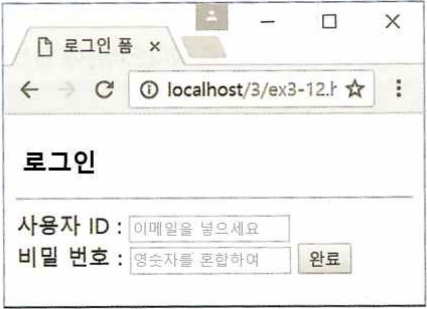 로그인 폼
localhost/3/ex3-12.h
로그인
사용자 ID : 이메일을 넣으세요
비밀 번호 : 영숫자를 혼합하여 완료